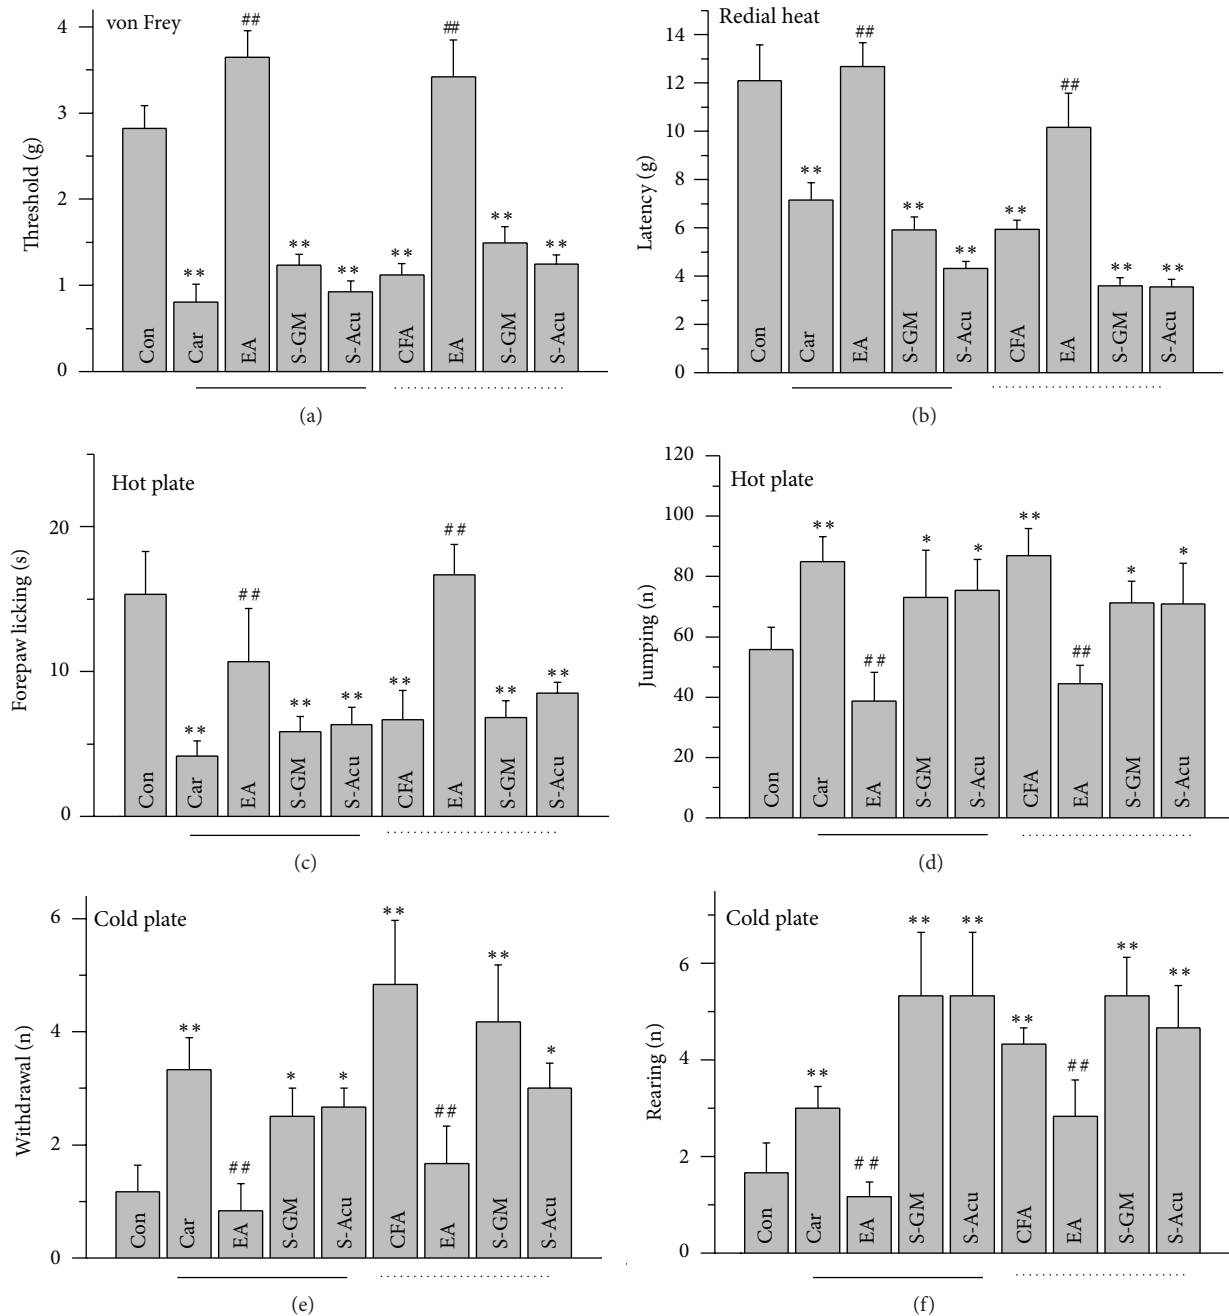 von Frey
Threshold (g)
4
3
2
1
0
##
##
** ** ** ** ** **
Con Car EA S-GM S-Acu CFA EA S-GM S-Acu
(a)
Redial heat
Latency (g)
14
12
10
8
6
4
2
0
##
##
** ** ** ** ** **
Con Car EA S-GM S-Acu CFA EA S-GM S-Acu
(b)
Hot plate
Forepaw licking (s)
20
10
0
##
##
** ** ** ** ** **
Con Car EA S-GM S-Acu CFA EA S-GM S-Acu
(c)
Hot plate
Jumping (n)
120
100
80
60
40
20
0
** ## * * ** ## * *
Con Car EA S-GM S-Acu CFA EA S-GM S-Acu
(d)
Cold plate
Withdrawal (n)
6
4
2
0
** ## * * ** ## ** *
Con Car EA S-GM S-Acu CFA EA S-GM S-Acu
(e)
Cold plate
Rearing (n)
6
4
2
0
** ## ** ** ** ## ** **
Con Car EA S-GM S-Acu CFA EA S-GM S-Acu
(f)